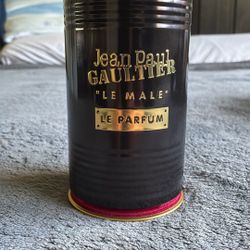 Jean Paul
GAULTIER
"LE MALE"
LE PARFUM